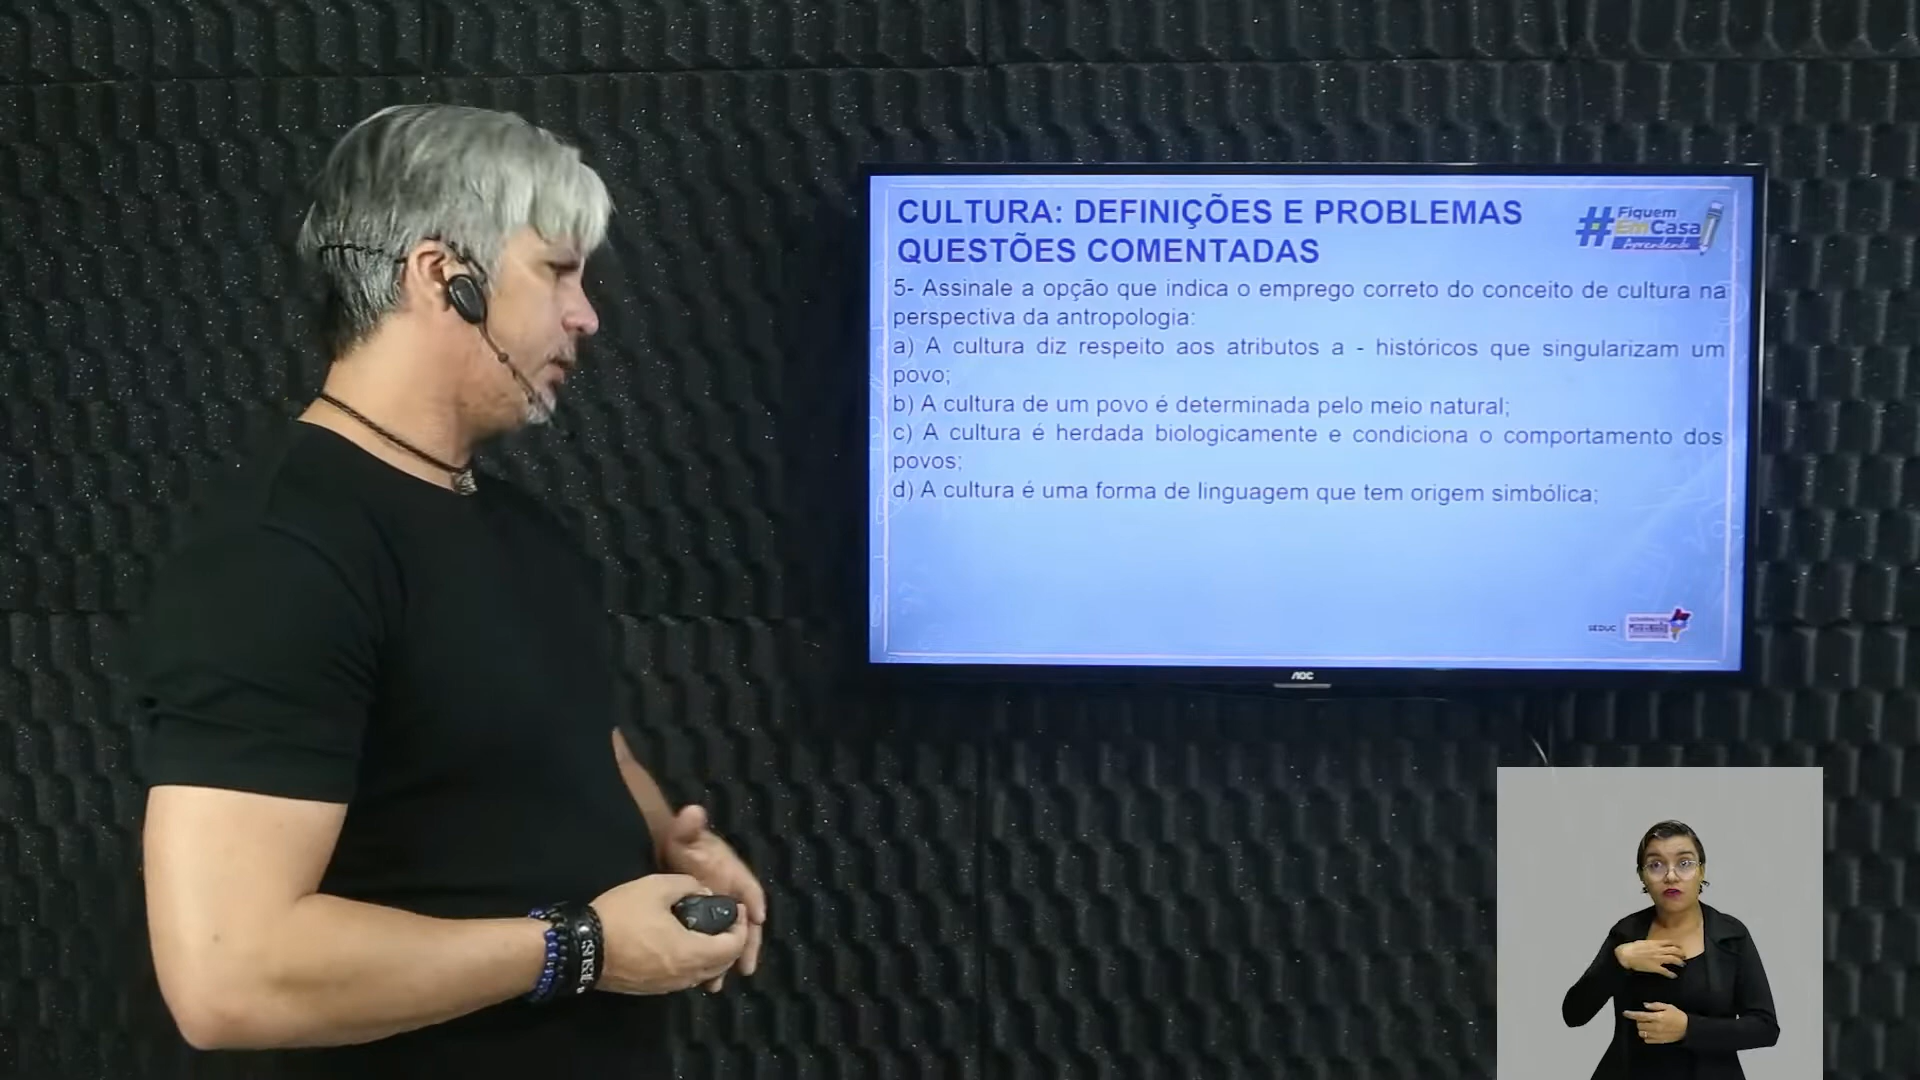 CULTURA: DEFINIÇÕES E PROBLEMAS
QUESTÕES COMENTADAS
#Fiquem
EmCasa
Aprendendo
5- Assinale a opção que indica o emprego correto do conceito de cultura na
perspectiva da antropologia:
a) A cultura diz respeito aos atributos a - históricos que singularizam um
povo;
b) A cultura de um povo é determinada pelo meio natural;
c) A cultura é herdada biologicamente e condiciona o comportamento dos
povos;
d) A cultura é uma forma de linguagem que tem origem simbólica;
SEDUC
AOC
JESUS